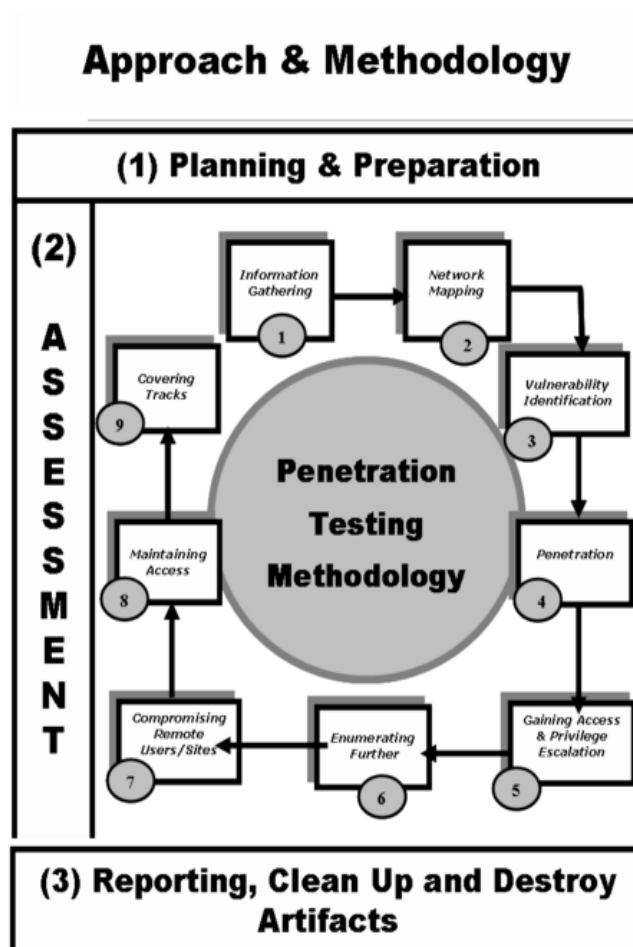 Approach & Methodology
(1) Planning & Preparation
(2)
A
S
S
E
S
S
M
E
N
T
Information
Gathering
1
Network
Mapping
2
Vulnerability
Identification
3
Penetration
4
Gaining Access
& Privilege
Escalation
5
Enumerating
Further
6
Compromising
Remote
Users/Sites
7
Maintaining
Access
8
Covering
Tracks
9
Penetration
Testing
Methodology
(3) Reporting, Clean Up and Destroy
Artifacts